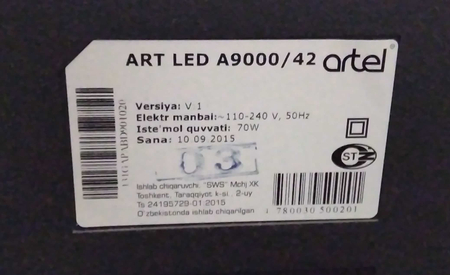 ART LED A9000/42 artel
Versiya: V 1
Elektr manbai:~110-240 V, 50Hz
Iste'mol quvvati: 70W
Sana: 10.09.2015
03
Ishlab chiqaruvchi: "SWS" Mchj XK
Toshkent, Taraqqiyot k-si., 2-uy
Ts 24195729-01:2015
O'zbekistonda ishlab chiqarilgan
1 780030 500201